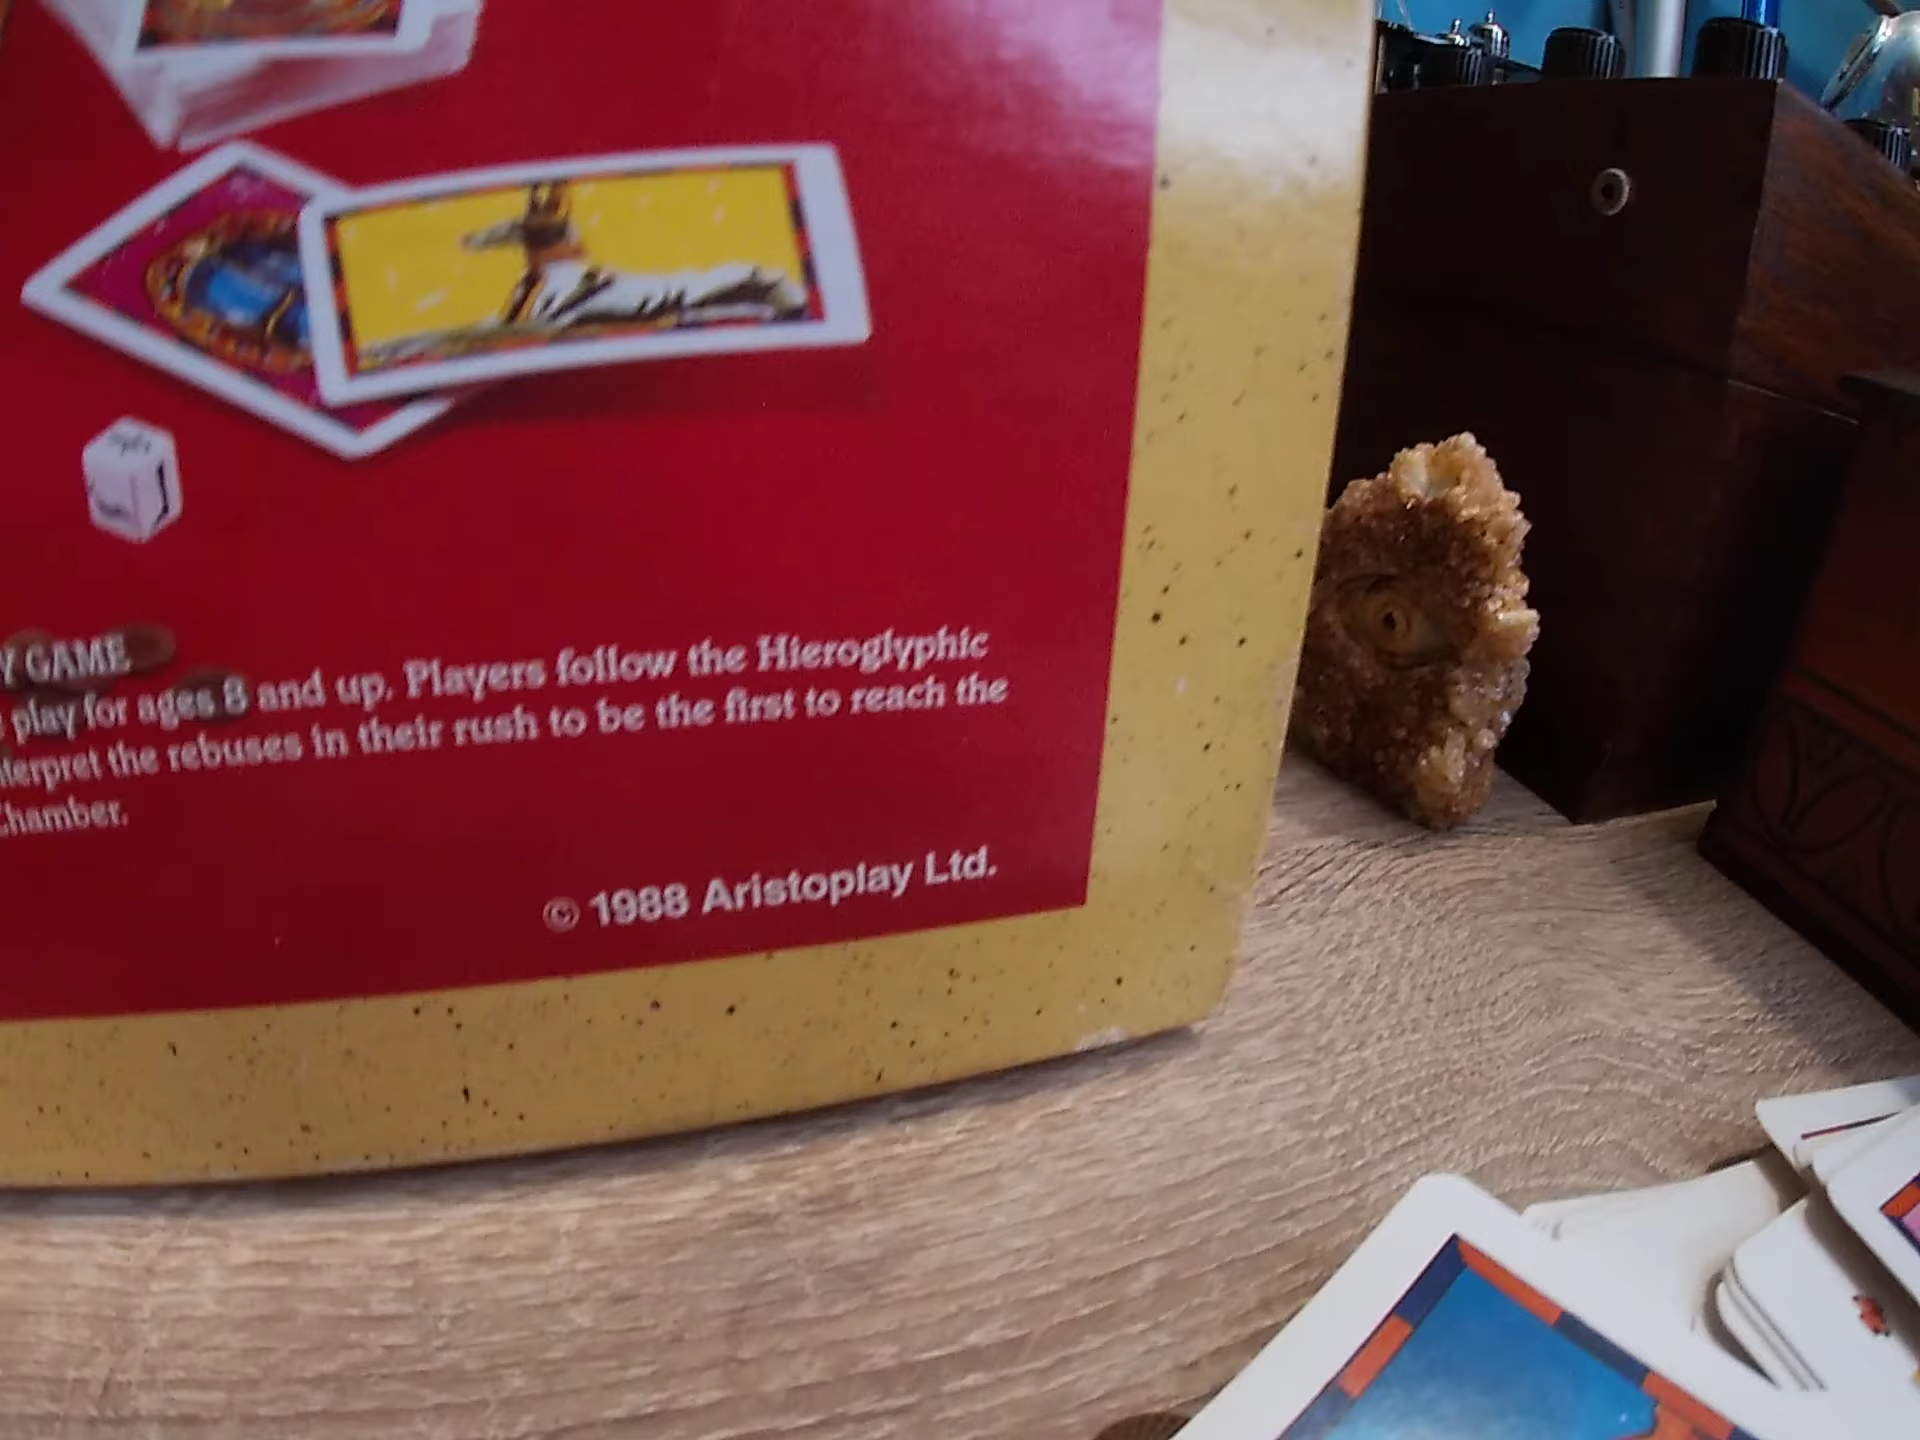 GAME
play for ages 8 and up. Players follow the Hieroglyphic
the rebuses in their rush to be the first to reach the
Chamber.
© 1988 Aristoplay Ltd.